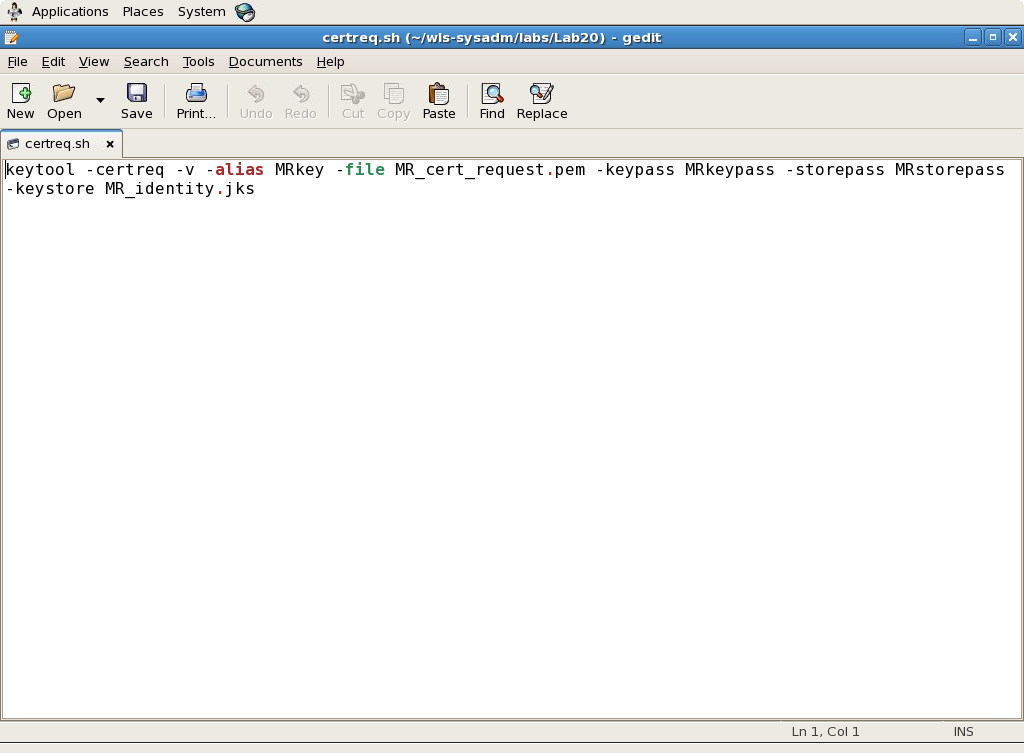 Applications Places System
certreq.sh (~/wls-sysadm/labs/Lab20) - gedit
File Edit View Search Tools Documents Help
New Open Save Print... Undo Redo Cut Copy Paste Find Replace
certreq.sh
keytool -certreq -v -alias MRkey -file MR_cert_request.pem -keypass MRkeypass -storepass MRstorepass
-keystore MR_identity.jks
Ln 1, Col 1 INS